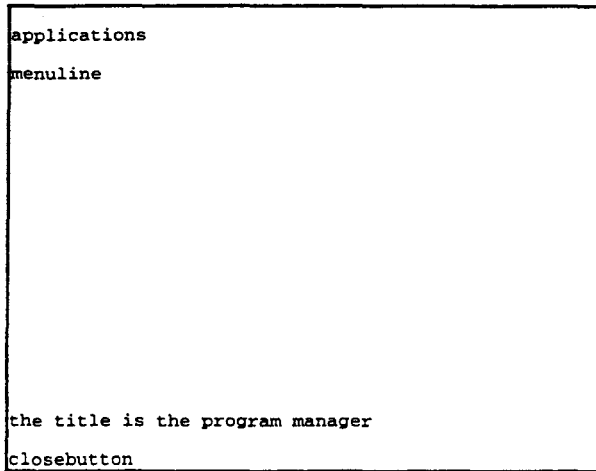 applications
menuline
the title is the program manager
closebutton